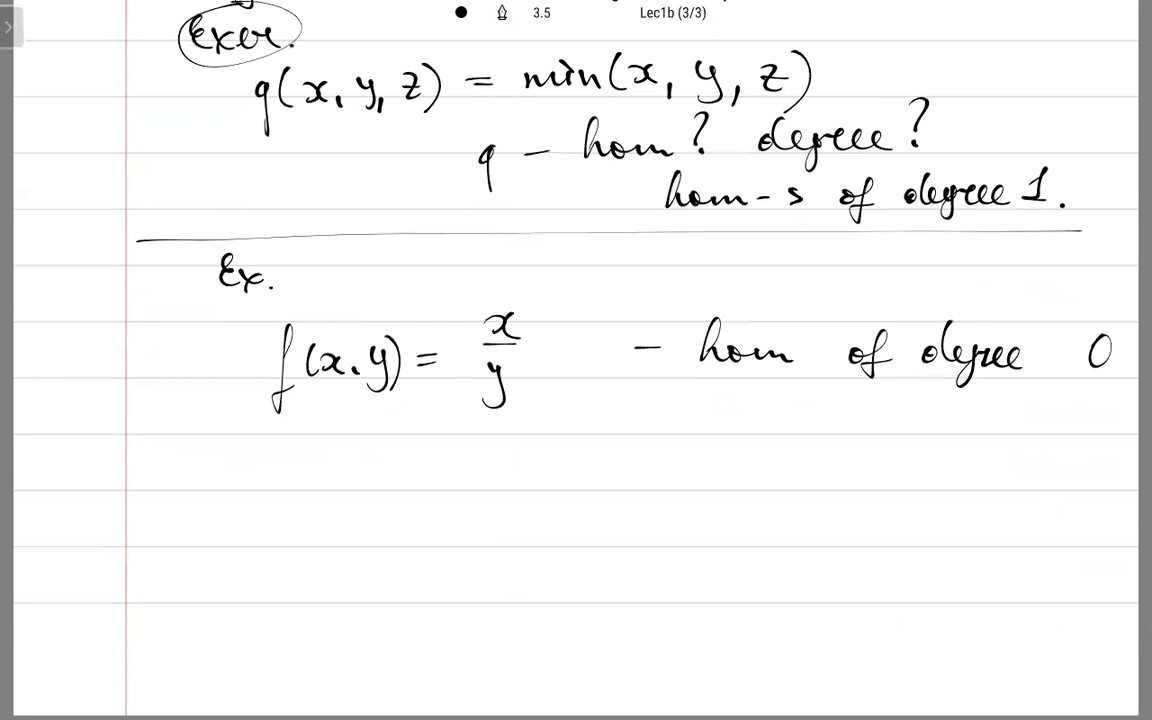 3.5 Lec1b (3/3)
Exer.
q(x, y, z) = min(x, y, z)
q - hom? degree?
hom-s of degree 1.
Ex.
f(x, y) = x/y - hom of degree 0